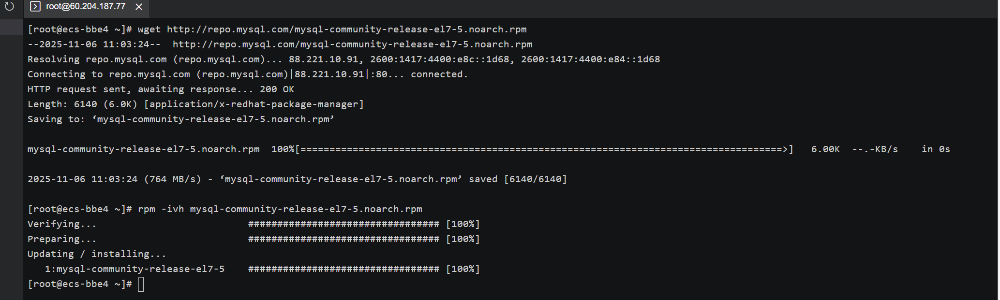 root@60.204.187.77
[root@ecs-bbe4 ~]# wget http://repo.mysql.com/mysql-community-release-el7-5.noarch.rpm
--2025-11-06 11:03:24--  http://repo.mysql.com/mysql-community-release-el7-5.noarch.rpm
Resolving repo.mysql.com (repo.mysql.com)... 88.221.10.91, 2600:1417:4400:e8c::1d68, 2600:1417:4400:e84::1d68
Connecting to repo.mysql.com (repo.mysql.com)|88.221.10.91|:80... connected.
HTTP request sent, awaiting response... 200 OK
Length: 6140 (6.0K) [application/x-redhat-package-manager]
Saving to: ‘mysql-community-release-el7-5.noarch.rpm’
mysql-community-release-el7-5.noarch.rpm  100%[===================================================================================>]   6.00K  --.-KB/s    in 0s
2025-11-06 11:03:24 (764 MB/s) - ‘mysql-community-release-el7-5.noarch.rpm’ saved [6140/6140]
[root@ecs-bbe4 ~]# rpm -ivh mysql-community-release-el7-5.noarch.rpm
Verifying...                          ################################# [100%]
Preparing...                          ################################# [100%]
Updating / installing...
   1:mysql-community-release-el7-5    ################################# [100%]
[root@ecs-bbe4 ~]#